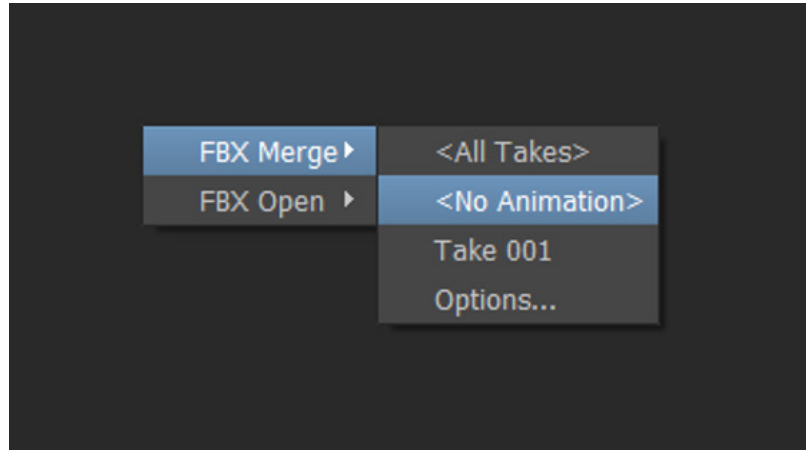 FBX Merge
FBX Open
<All Takes>
<No Animation>
Take 001
Options...